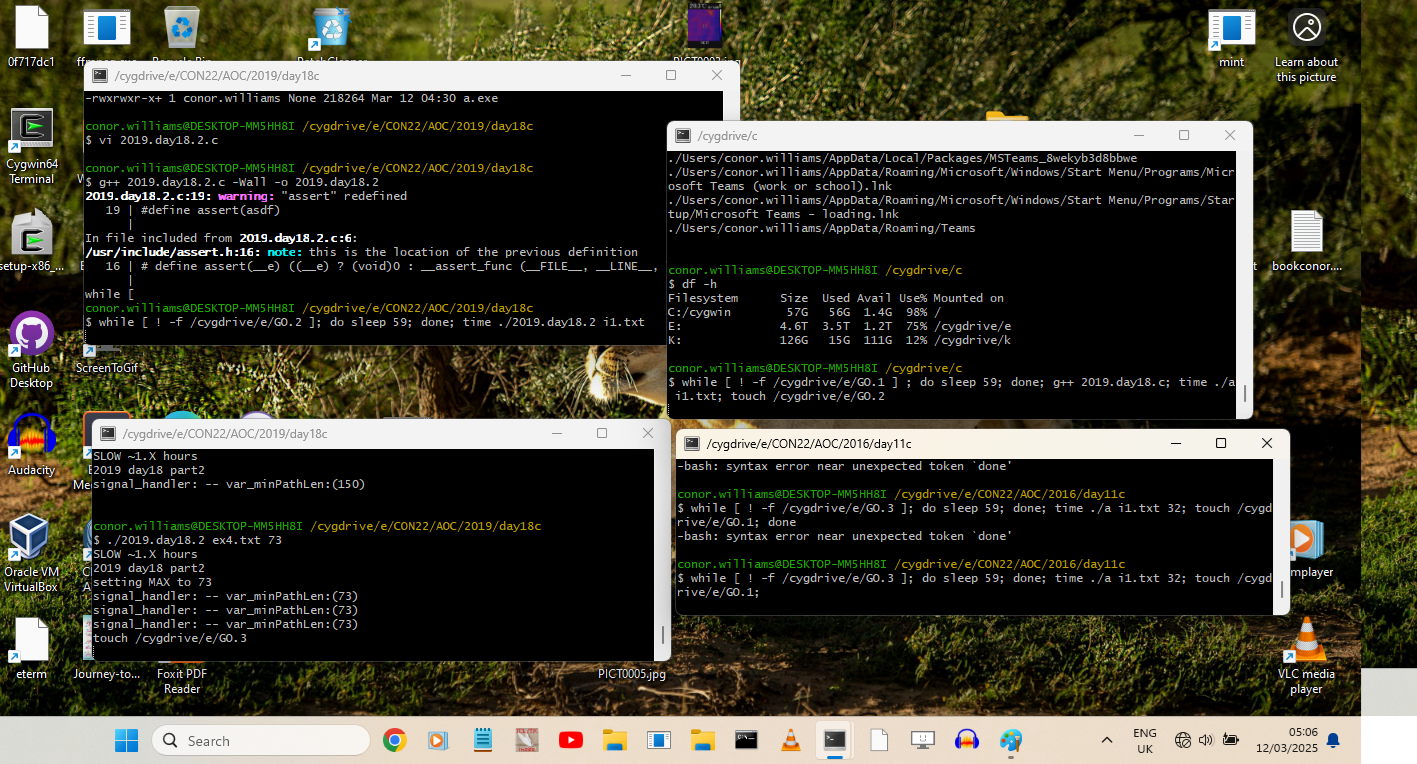 0f717dc1
mint
Learn about
this picture
/cygdrive/e/CON22/AOC/2019/day18c
-rwxrwxr-x+ 1 conor.williams None 218264 Mar 12 04:30 a.exe
conor.williams@DESKTOP-MM5HH8I /cygdrive/e/CON22/AOC/2019/day18c
$ vi 2019.day18.2.c
conor.williams@DESKTOP-MM5HH8I /cygdrive/e/CON22/AOC/2019/day18c
$ g++ 2019.day18.2.c -Wall -o 2019.day18.2
2019.day18.2.c:19: warning: "assert" redefined
19 | #define assert(asdf)
|
In file included from 2019.day18.2.c:6:
/usr/include/assert.h:16: note: this is the location of the previous definition
16 | # define assert(__e) ((__e) ? (void)0 : __assert_func (__FILE__, __LINE__,
|
while [
conor.williams@DESKTOP-MM5HH8I /cygdrive/e/CON22/AOC/2019/day18c
$ while [ ! -f /cygdrive/e/GO.2 ]; do sleep 59; done; time ./2019.day18.2 i1.txt
/cygdrive/c
./Users/conor.williams/AppData/Local/Packages/MSTeams_8wekyb3d8bbwe
./Users/conor.williams/AppData/Roaming/Microsoft/Windows/Start Menu/Programs/Micr
osoft Teams (work or school).lnk
./Users/conor.williams/AppData/Roaming/Microsoft/Windows/Start Menu/Programs/Star
tup/Microsoft Teams - loading.lnk
./Users/conor.williams/AppData/Roaming/Teams
conor.williams@DESKTOP-MM5HH8I /cygdrive/c
$ df -h
Filesystem Size Used Avail Use% Mounted on
C:/cygwin 57G 56G 1.4G 98% /
E: 4.6T 3.5T 1.2T 75% /cygdrive/e
K: 126G 15G 111G 12% /cygdrive/k
conor.williams@DESKTOP-MM5HH8I /cygdrive/c
$ while [ ! -f /cygdrive/e/GO.1 ] ; do sleep 59; done; g++ 2019.day18.c; time ./a
i1.txt; touch /cygdrive/e/GO.2
Cygwin64
Terminal
setup-x86_...
bookconor....
GitHub
Desktop
ScreenToGif
Audacity
Oracle VM
VirtualBox
/cygdrive/e/CON22/AOC/2019/day18c
SLOW ~1.X hours
2019 day18 part2
signal_handler: -- var_minPathLen:(150)
conor.williams@DESKTOP-MM5HH8I /cygdrive/e/CON22/AOC/2019/day18c
$ ./2019.day18.2 ex4.txt 73
SLOW ~1.X hours
2019 day18 part2
setting MAX to 73
signal_handler: -- var_minPathLen:(73)
signal_handler: -- var_minPathLen:(73)
signal_handler: -- var_minPathLen:(73)
touch /cygdrive/e/GO.3
/cygdrive/e/CON22/AOC/2016/day11c
-bash: syntax error near unexpected token `done'
conor.williams@DESKTOP-MM5HH8I /cygdrive/e/CON22/AOC/2016/day11c
$ while [ ! -f /cygdrive/e/GO.3 ]; do sleep 59; done; time ./a i1.txt 32; touch /cygd
rive/e/GO.1; done
-bash: syntax error near unexpected token `done'
conor.williams@DESKTOP-MM5HH8I /cygdrive/e/CON22/AOC/2016/day11c
$ while [ ! -f /cygdrive/e/GO.3 ]; do sleep 59; done; time ./a i1.txt 32; touch /cygd
rive/e/GO.1;
mplayer
eterm
Journey-to...
Foxit PDF
Reader
PICT0005.jpg
VLC media
player
Search
ENG
UK
05:06
12/03/2025